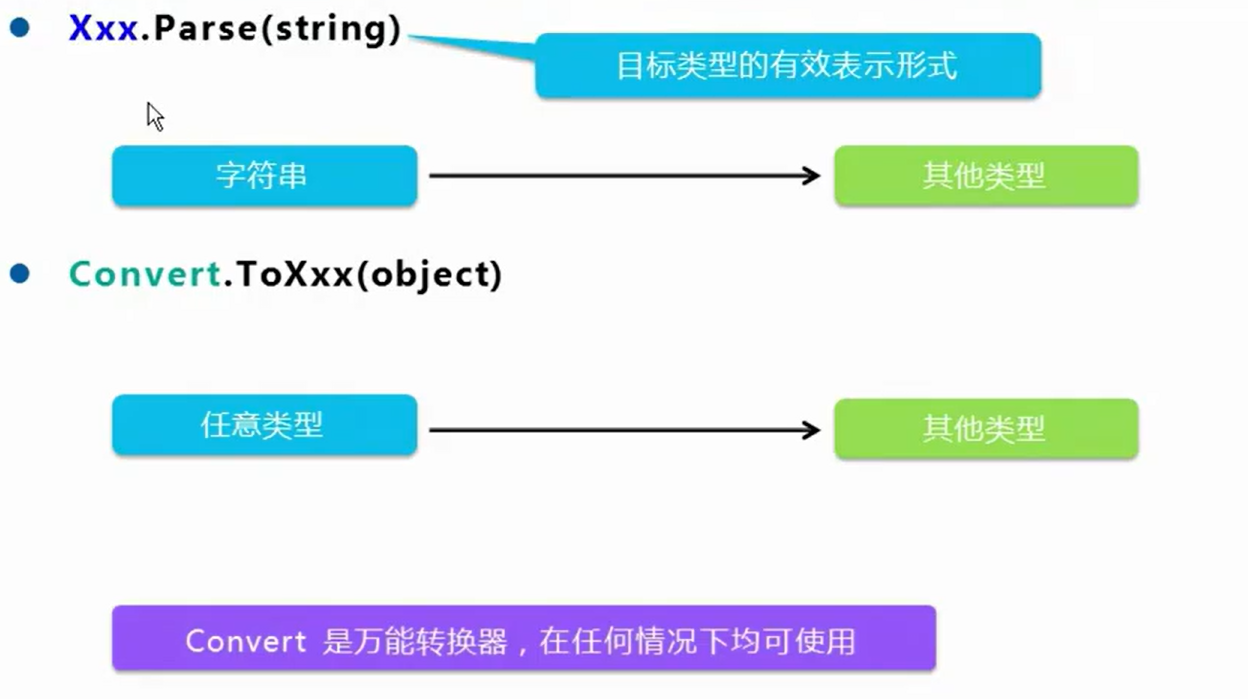 Xxx.Parse(string)
目标类型的有效表示形式
字符串
其他类型
Convert.ToXxx(object)
任意类型
其他类型
Convert 是万能转换器，在任何情况下均可使用